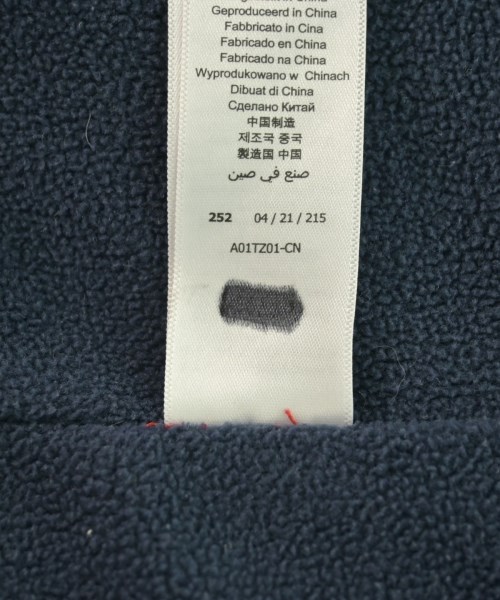 Geproduceerd in China
Fabbricato in Cina
Fabricado en China
Fabricado na China
Wyprodukowano w Chinach
Dibuat di China
Сделано Китай
中国制造
제조국 중국
製造国 中国
صنع في صين
252 04 / 21 / 215
A01TZ01-CN